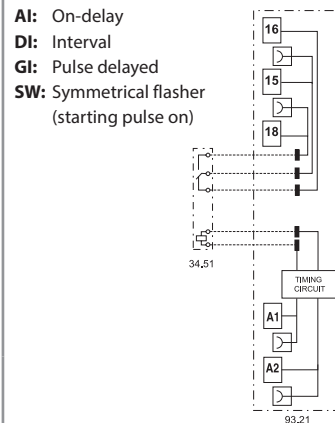 AI: On-delay
DI: Interval
GI: Pulse delayed
SW: Symmetrical flasher
(starting pulse on)
16
15
18
34.51
TIMING
CIRCUIT
A1
A2
93.21